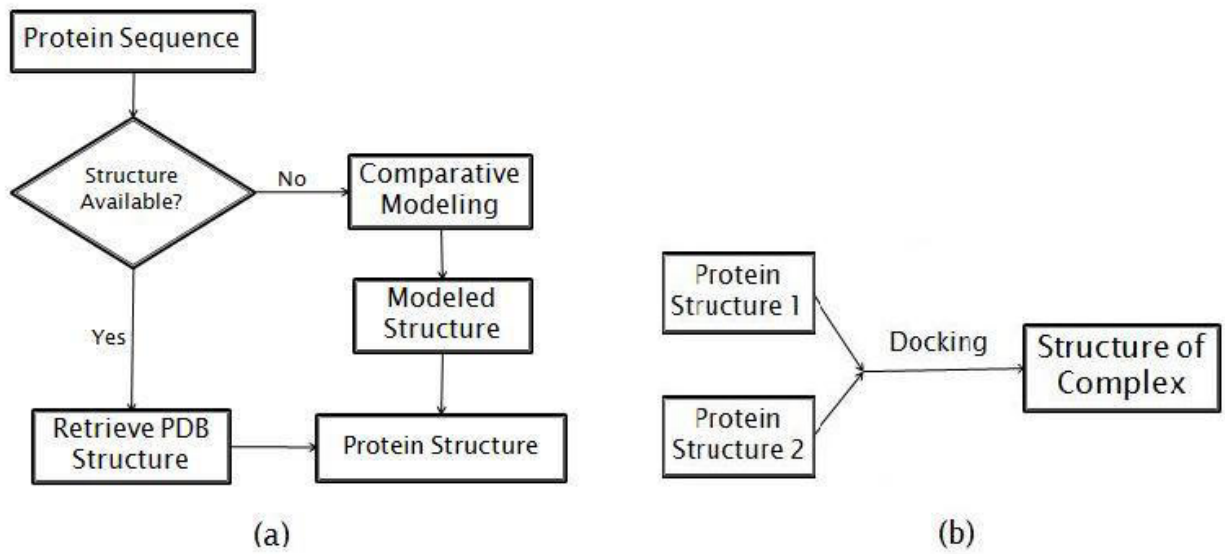 Protein Sequence
Structure
Available?
No
Comparative
Modeling
Modeled
Structure
Yes
Retrieve PDB
Structure
Protein Structure
(a)
Protein
Structure 1
Protein
Structure 2
Docking
Structure of
Complex
(b)